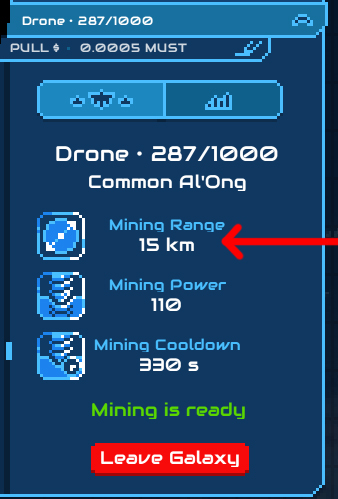 Drone • 287/1000
PULL $ • 0.0005 MUST
Drone • 287/1000
Common Al'Ong
Mining Range
15 km
Mining Power
110
Mining Cooldown
330 s
Mining is ready
Leave Galaxy